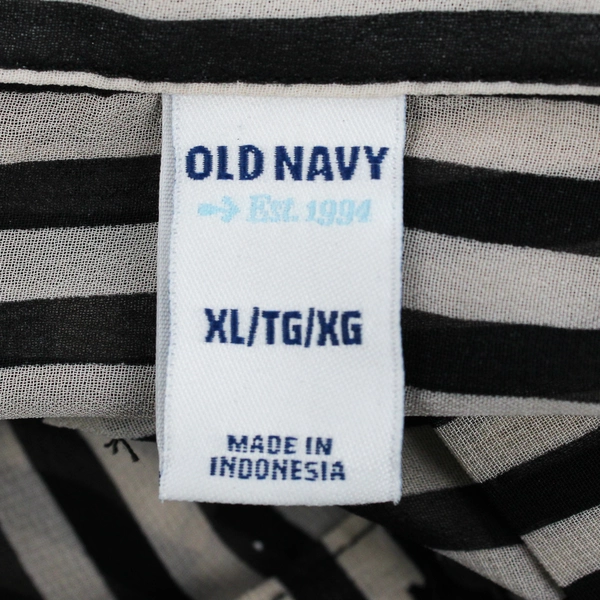 OLD NAVY
Est. 1994
XL/TG/XG
MADE IN
INDONESIA